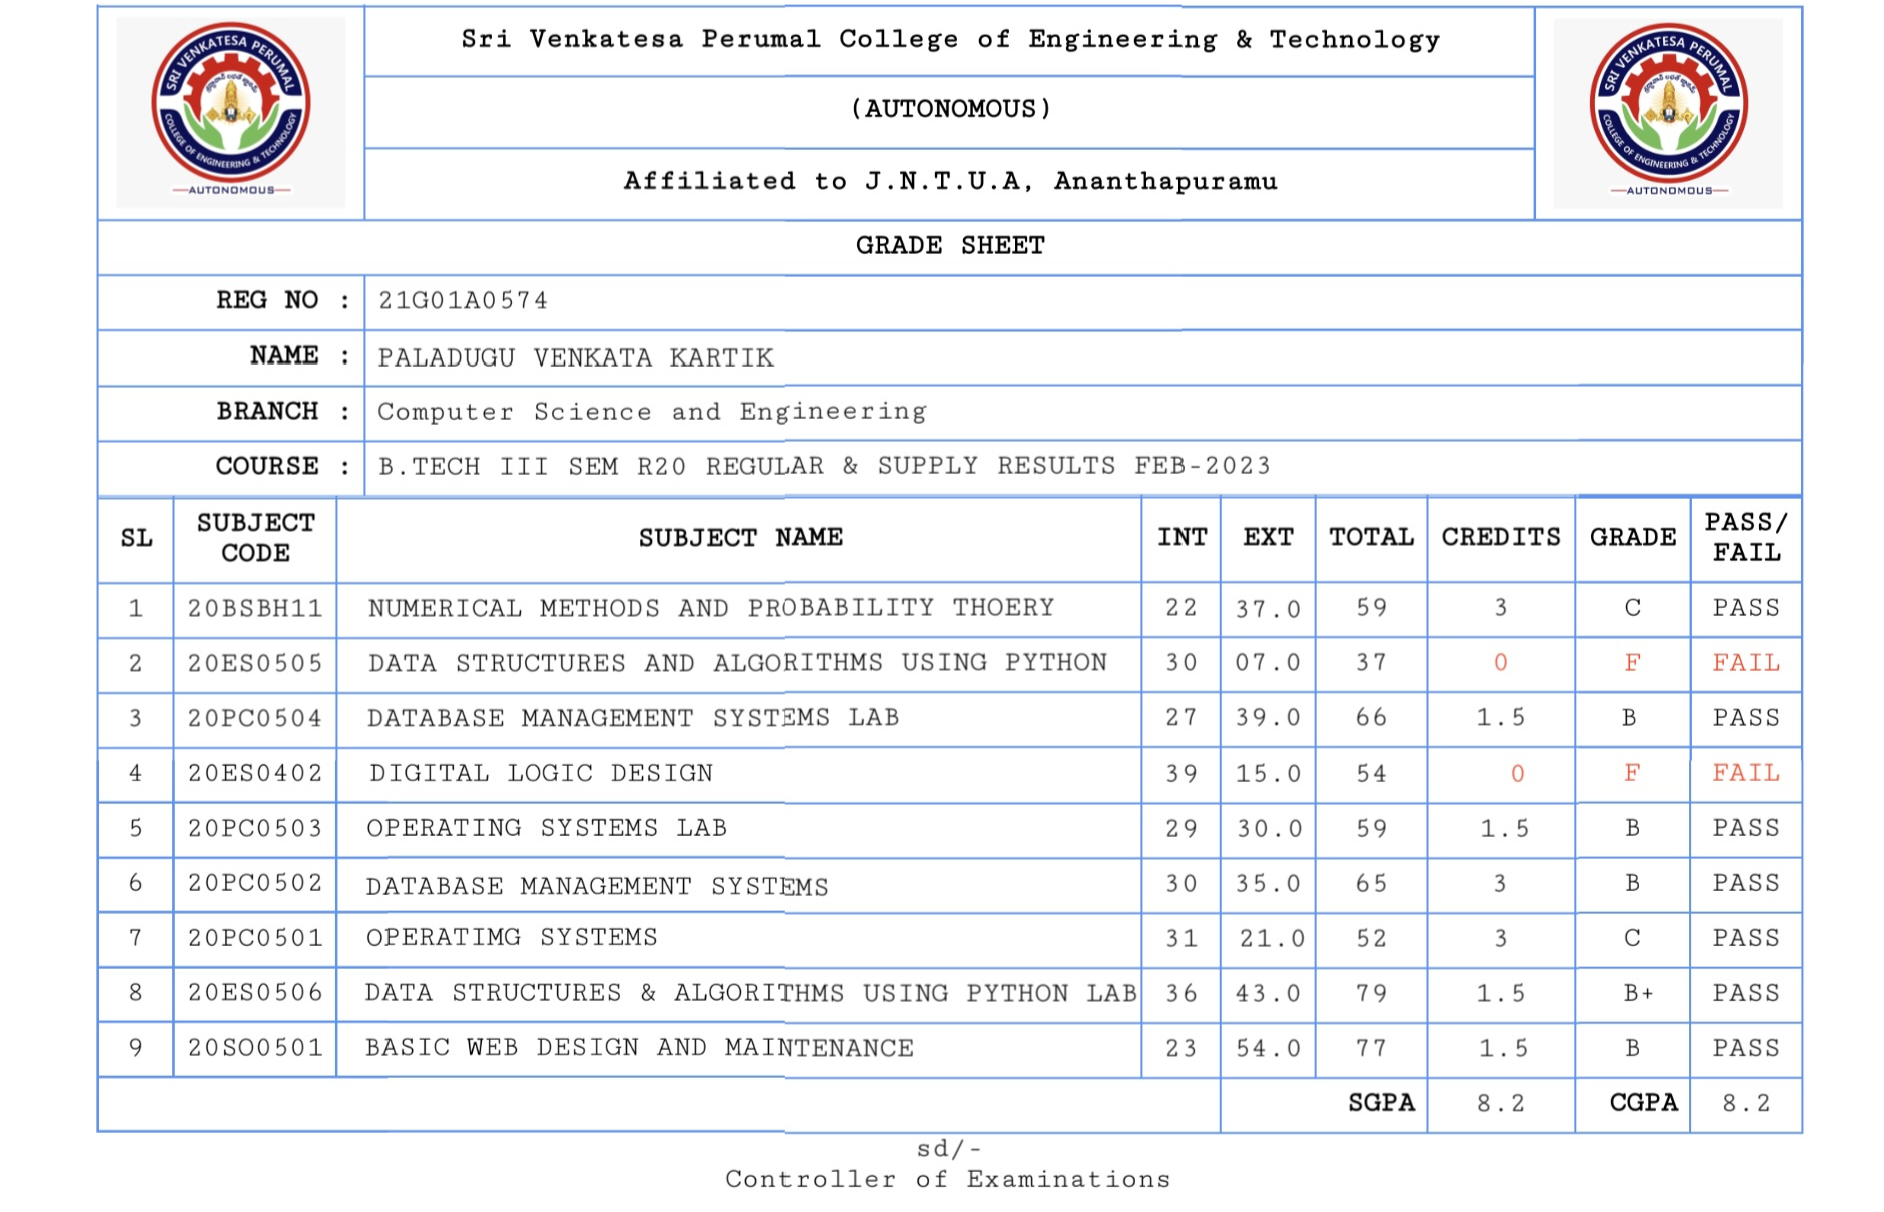 SRI VENKATESA PERUMAL
COLLEGE OF ENGINEERING & TECHNOLOGY
AUTONOMOUS
Sri Venkatesa Perumal College of Engineering & Technology
(AUTONOMOUS)
Affiliated to J.N.T.U.A, Ananthapuramu
SRI VENKATESA PERUMAL
COLLEGE OF ENGINEERING & TECHNOLOGY
AUTONOMOUS
GRADE SHEET
REG NO : 21G01A0574
NAME : PALADUGU VENKATA KARTIK
BRANCH : Computer Science and Engineering
COURSE : B.TECH III SEM R20 REGULAR & SUPPLY RESULTS FEB-2023
SL SUBJECT CODE SUBJECT NAME INT EXT TOTAL CREDITS GRADE PASS/ FAIL
1 20BSBH11 NUMERICAL METHODS AND PROBABILITY THOERY 22 37.0 59 3 C PASS
2 20ES0505 DATA STRUCTURES AND ALGORITHMS USING PYTHON 30 07.0 37 0 F FAIL
3 20PC0504 DATABASE MANAGEMENT SYSTEMS LAB 27 39.0 66 1.5 B PASS
4 20ES0402 DIGITAL LOGIC DESIGN 39 15.0 54 0 F FAIL
5 20PC0503 OPERATING SYSTEMS LAB 29 30.0 59 1.5 B PASS
6 20PC0502 DATABASE MANAGEMENT SYSTEMS 30 35.0 65 3 B PASS
7 20PC0501 OPERATIMG SYSTEMS 31 21.0 52 3 C PASS
8 20ES0506 DATA STRUCTURES & ALGORITHMS USING PYTHON LAB 36 43.0 79 1.5 B+ PASS
9 20SO0501 BASIC WEB DESIGN AND MAINTENANCE 23 54.0 77 1.5 B PASS
SGPA 8.2 CGPA 8.2
sd/-
Controller of Examinations